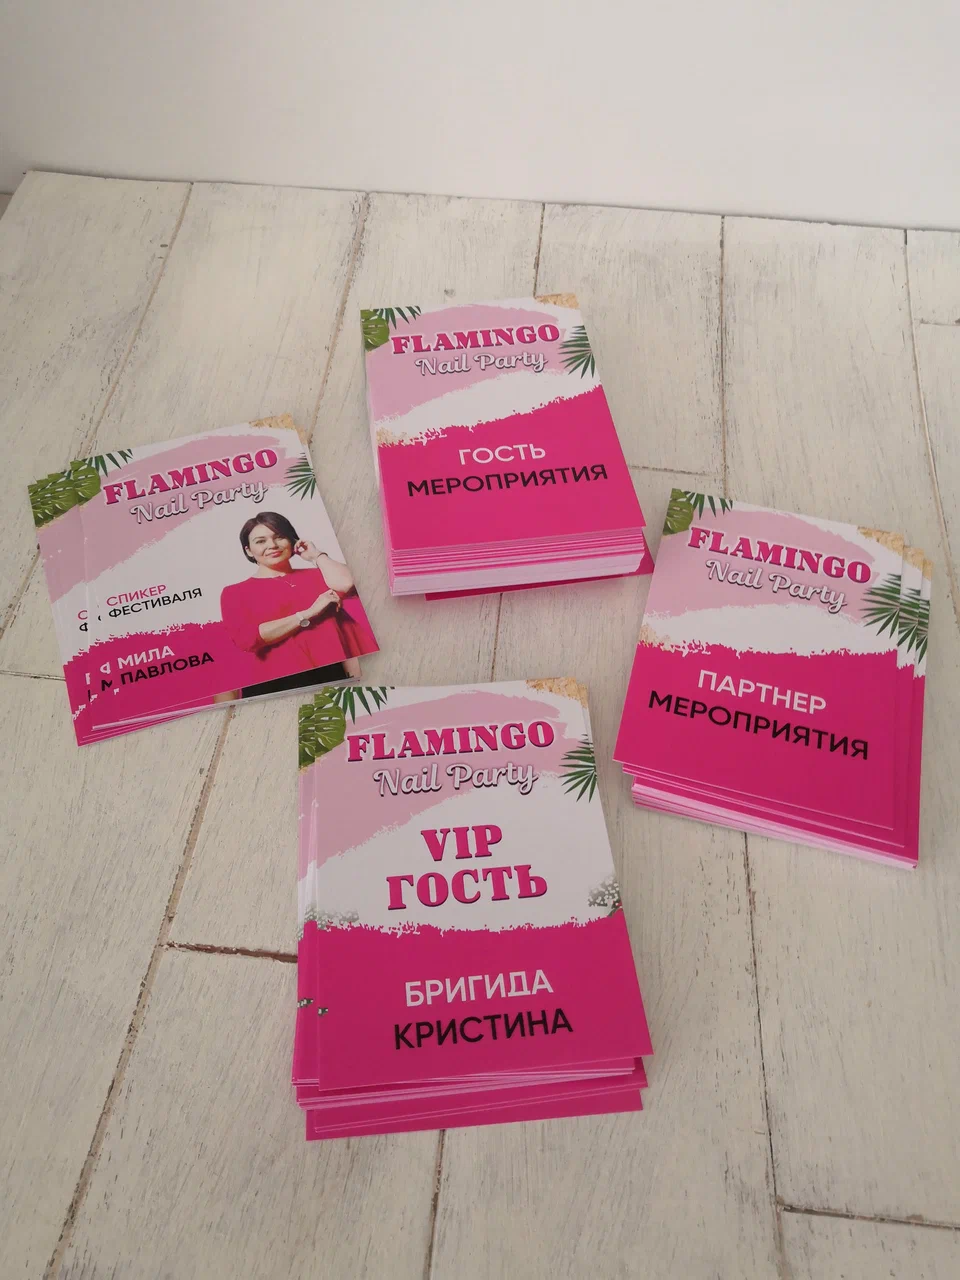 FLAMINGO
Nail Party
ГОСТЬ
МЕРОПРИЯТИЯ
FLAMINGO
Nail Party
СПИКЕР
ФЕСТИВАЛЯ
МИЛА
ПАВЛОВА
FLAMINGO
Nail Party
ПАРТНЕР
МЕРОПРИЯТИЯ
FLAMINGO
Nail Party
VIP
ГОСТЬ
БРИГИДА
КРИСТИНА